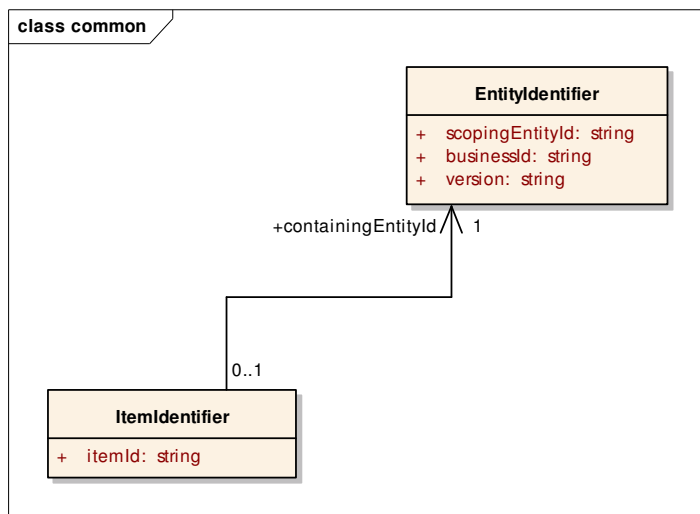 class common
EntityIdentifier
+ scopingEntityId: string
+ businessId: string
+ version: string
+containingEntityId 1
0..1
ItemIdentifier
+ itemId: string